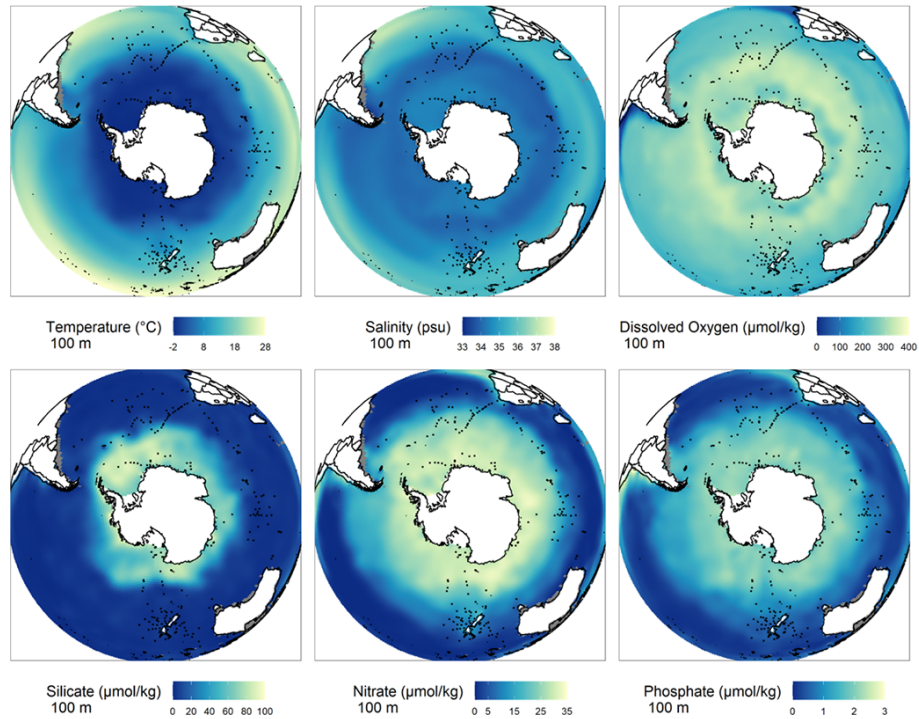 Temperature (°C)
100 m
-2 8 18 28
Salinity (psu)
100 m
33 34 35 36 37 38
Dissolved Oxygen (µmol/kg)
100 m
0 100 200 300 400
Silicate (µmol/kg)
100 m
0 20 40 60 80 100
Nitrate (µmol/kg)
100 m
0 5 15 25 35
Phosphate (µmol/kg)
100 m
0 1 2 3